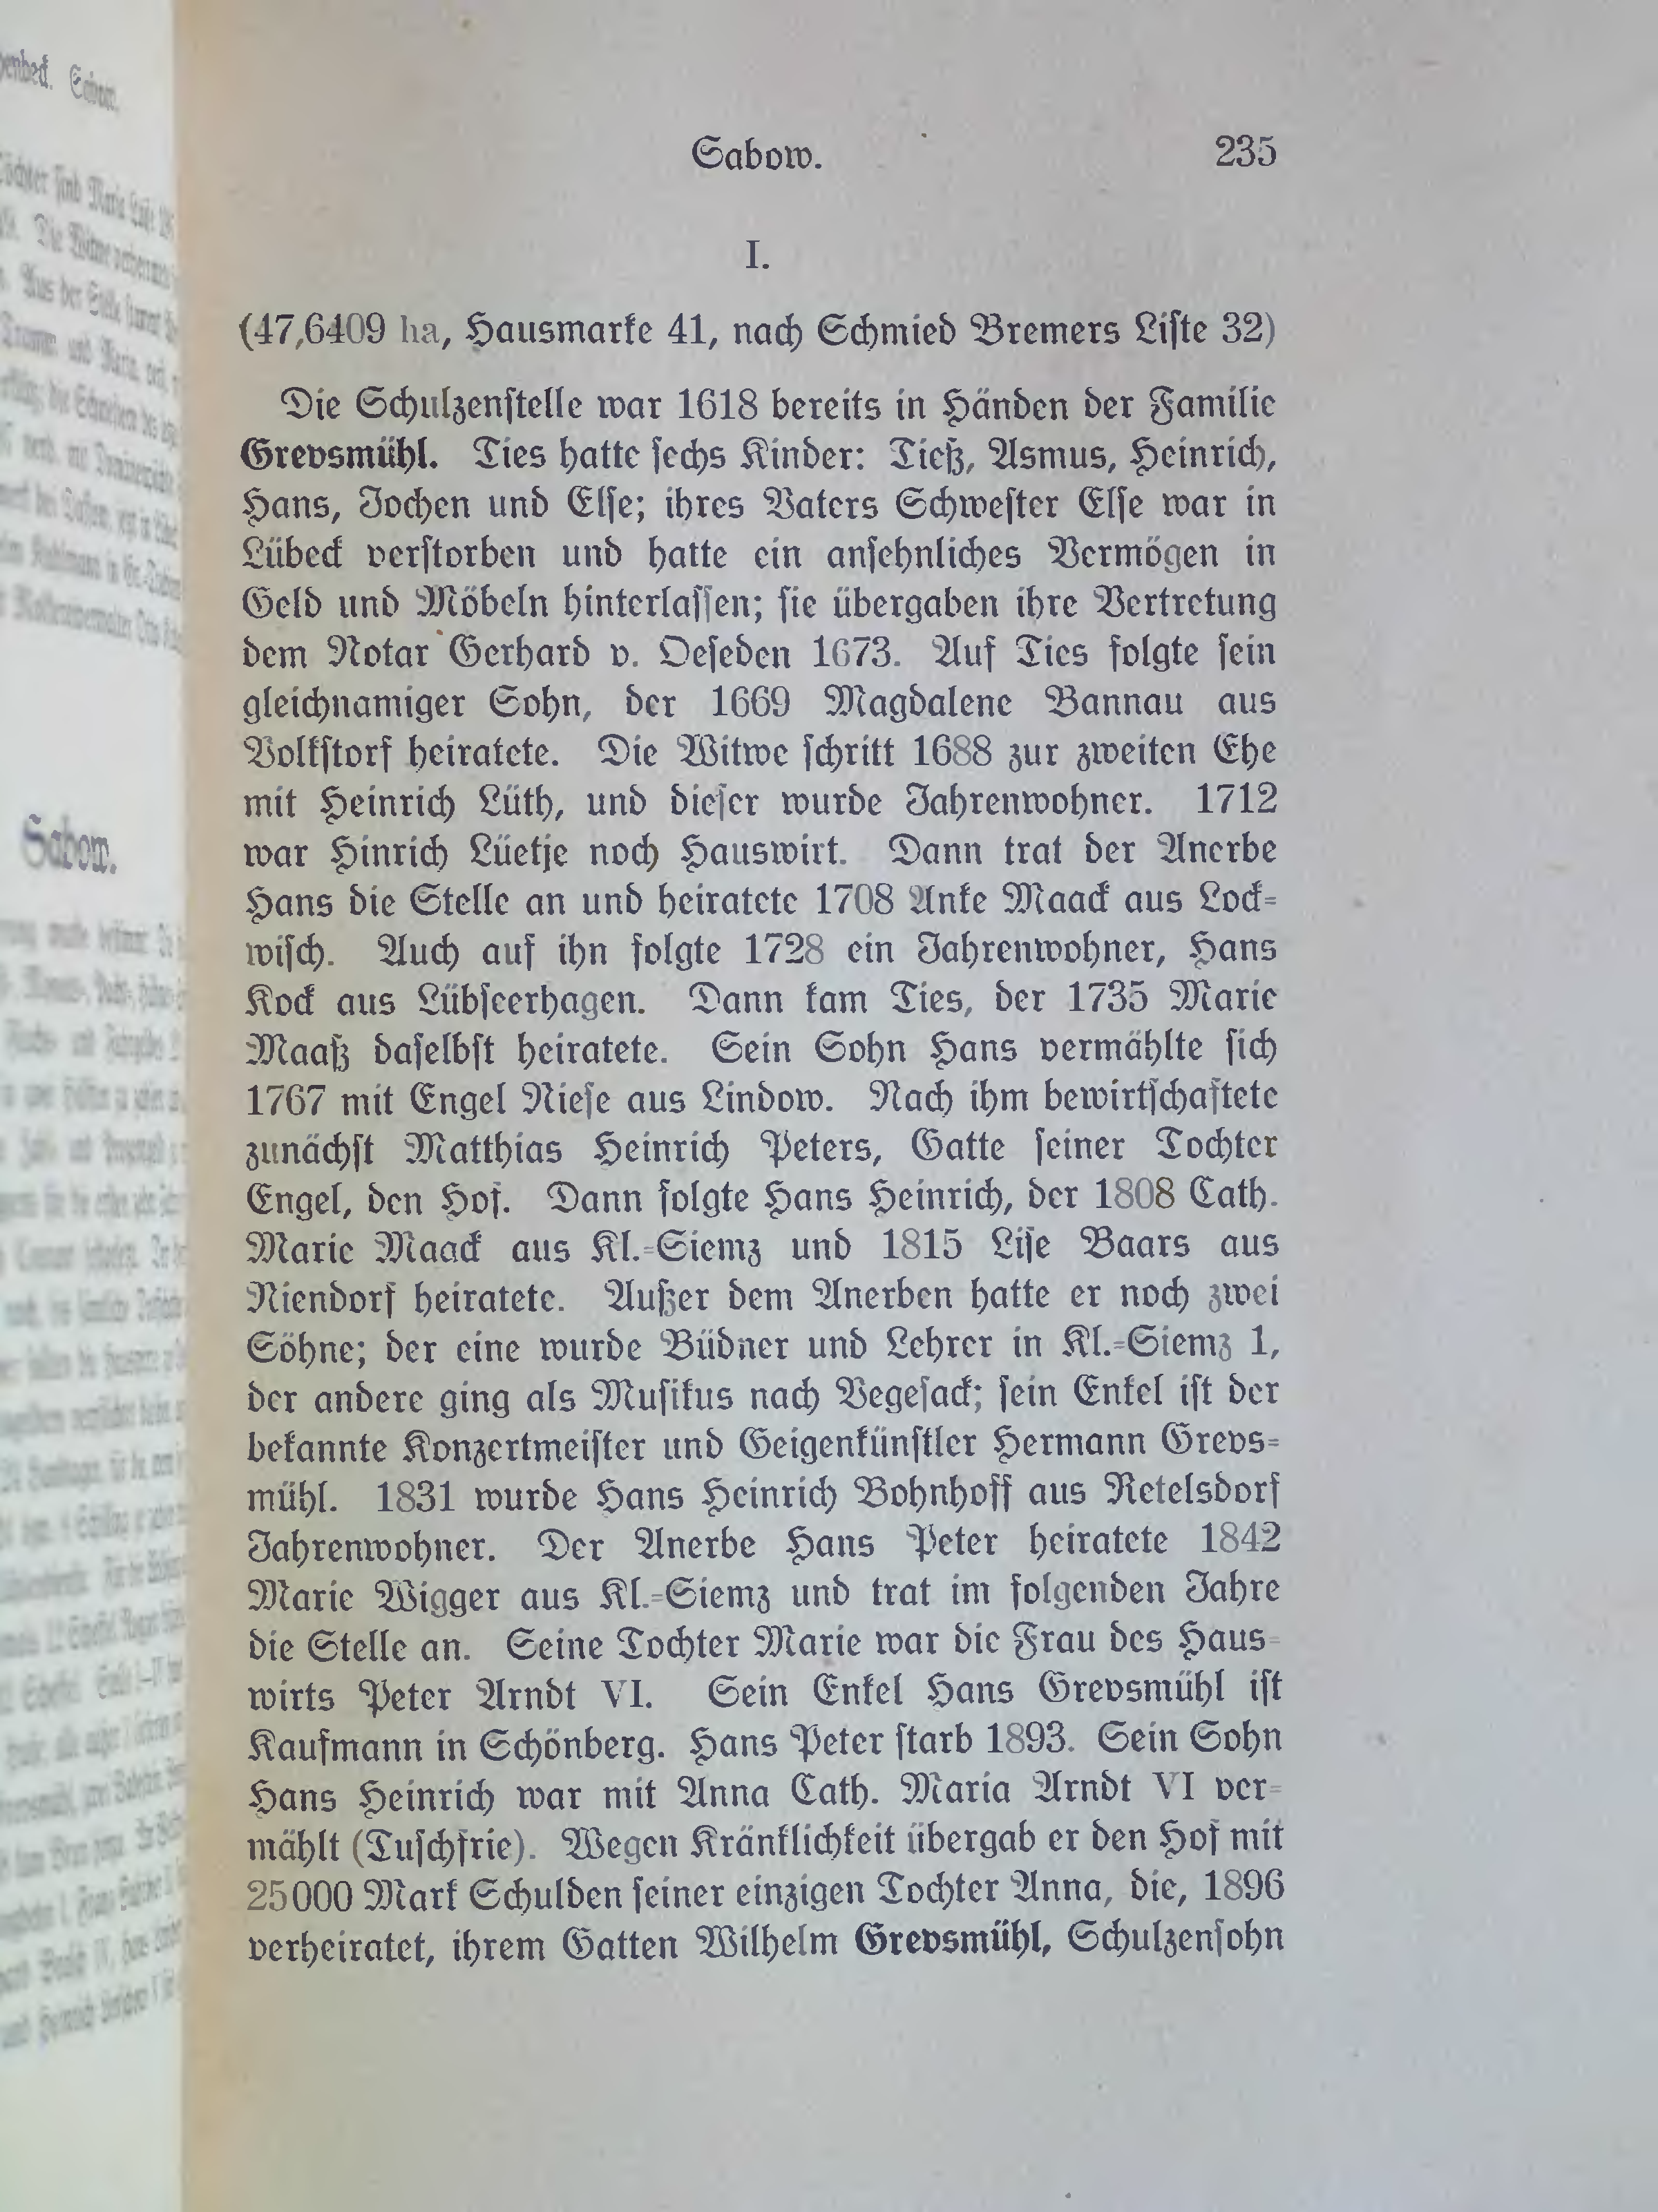 Sabow. 235
I.
(47,6409 ha, Hausmarke 41, nach Schmied Bremers Liste 32)
Die Schulzenstelle war 1618 bereits in Händen der Familie
Grevsmühl. Ties hatte sechs Kinder: Tieß, Asmus, Heinrich,
Hans, Jochen und Else; ihres Vaters Schwester Else war in
Lübeck verstorben und hatte ein ansehnliches Vermögen in
Geld und Möbeln hinterlassen; sie übergaben ihre Vertretung
dem Notar Gerhard v. Oeseden 1673. Auf Ties folgte sein
gleichnamiger Sohn, der 1669 Magdalene Bannau aus
Volkstorf heiratete. Die Witwe schritt 1688 zur zweiten Ehe
mit Heinrich Lüth, und dieser wurde Jahrenwohner. 1712
war Hinrich Lüetje noch Hauswirt. Dann trat der Anerbe
Hans die Stelle an und heiratete 1708 Anke Maack aus Lock-
wisch. Auch auf ihn folgte 1728 ein Jahrenwohner, Hans
Kock aus Lübseerhagen. Dann kam Ties, der 1735 Marie
Maaß daselbst heiratete. Sein Sohn Hans vermählte sich
1767 mit Engel Riese aus Lindow. Nach ihm bewirtschaftete
zunächst Matthias Heinrich Peters, Gatte seiner Tochter
Engel, den Hof. Dann folgte Hans Heinrich, der 1808 Cath.
Marie Maack aus Kl.-Siemz und 1815 Lise Baars aus
Niendorf heiratete. Außer dem Anerben hatte er noch zwei
Söhne; der eine wurde Büdner und Lehrer in Kl.-Siemz 1,
der andere ging als Musikus nach Vegesack; sein Enkel ist der
bekannte Konzertmeister und Geigenkünstler Hermann Grevs-
mühl. 1831 wurde Hans Heinrich Bohnhoff aus Retelsdorf
Jahrenwohner. Der Anerbe Hans Peter heiratete 1842
Marie Wigger aus Kl.-Siemz und trat im folgenden Jahre
die Stelle an. Seine Tochter Marie war die Frau des Haus-
wirts Peter Arndt VI. Sein Enkel Hans Grevsmühl ist
Kaufmann in Schönberg. Hans Peter starb 1893. Sein Sohn
Hans Heinrich war mit Anna Cath. Maria Arndt VI ver-
mählt (Tuschfrie). Wegen Kränklichkeit übergab er den Hof mit
25000 Mark Schulden seiner einzigen Tochter Anna, die, 1896
verheiratet, ihrem Gatten Wilhelm Grevsmühl, Schulzensohn
Sabow.